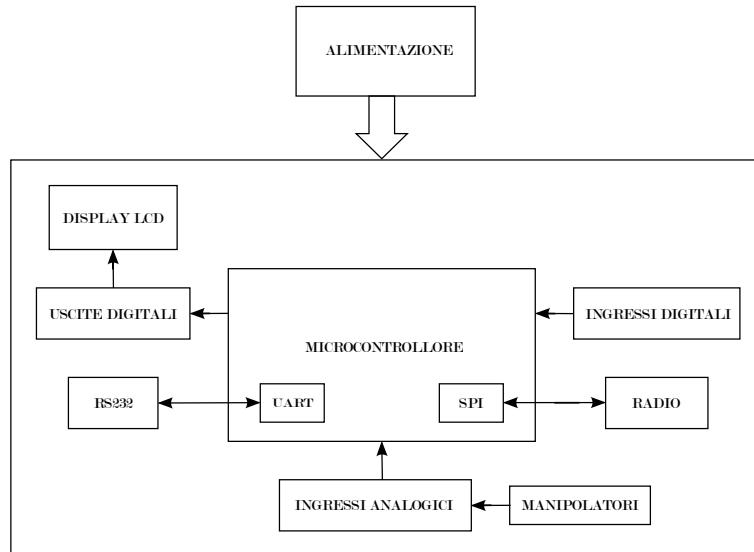 ALIMENTAZIONE
DISPLAY LCD
USCITE DIGITALI
INGRESSI DIGITALI
MICROCONTROLLORE
RS232
UART
SPI
RADIO
INGRESSI ANALOGICI
MANIPOLATORI